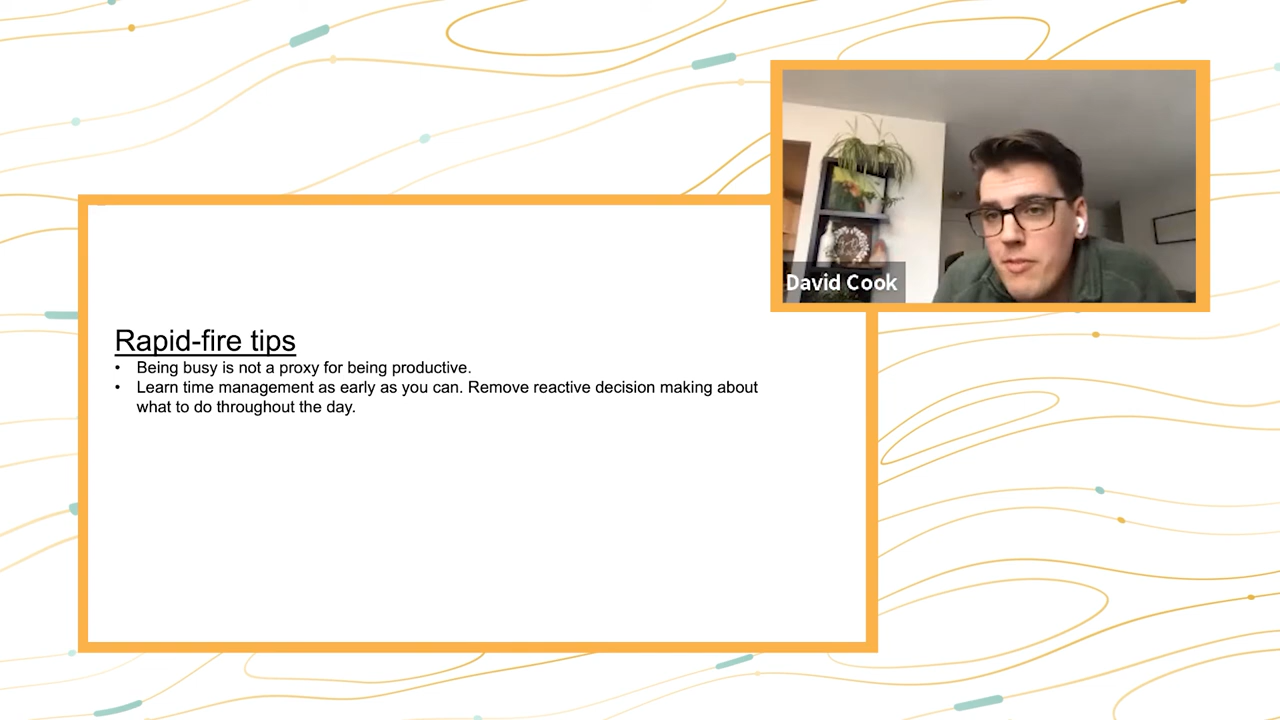 David Cook
Rapid-fire tips
• Being busy is not a proxy for being productive.
• Learn time management as early as you can. Remove reactive decision making about
what to do throughout the day.